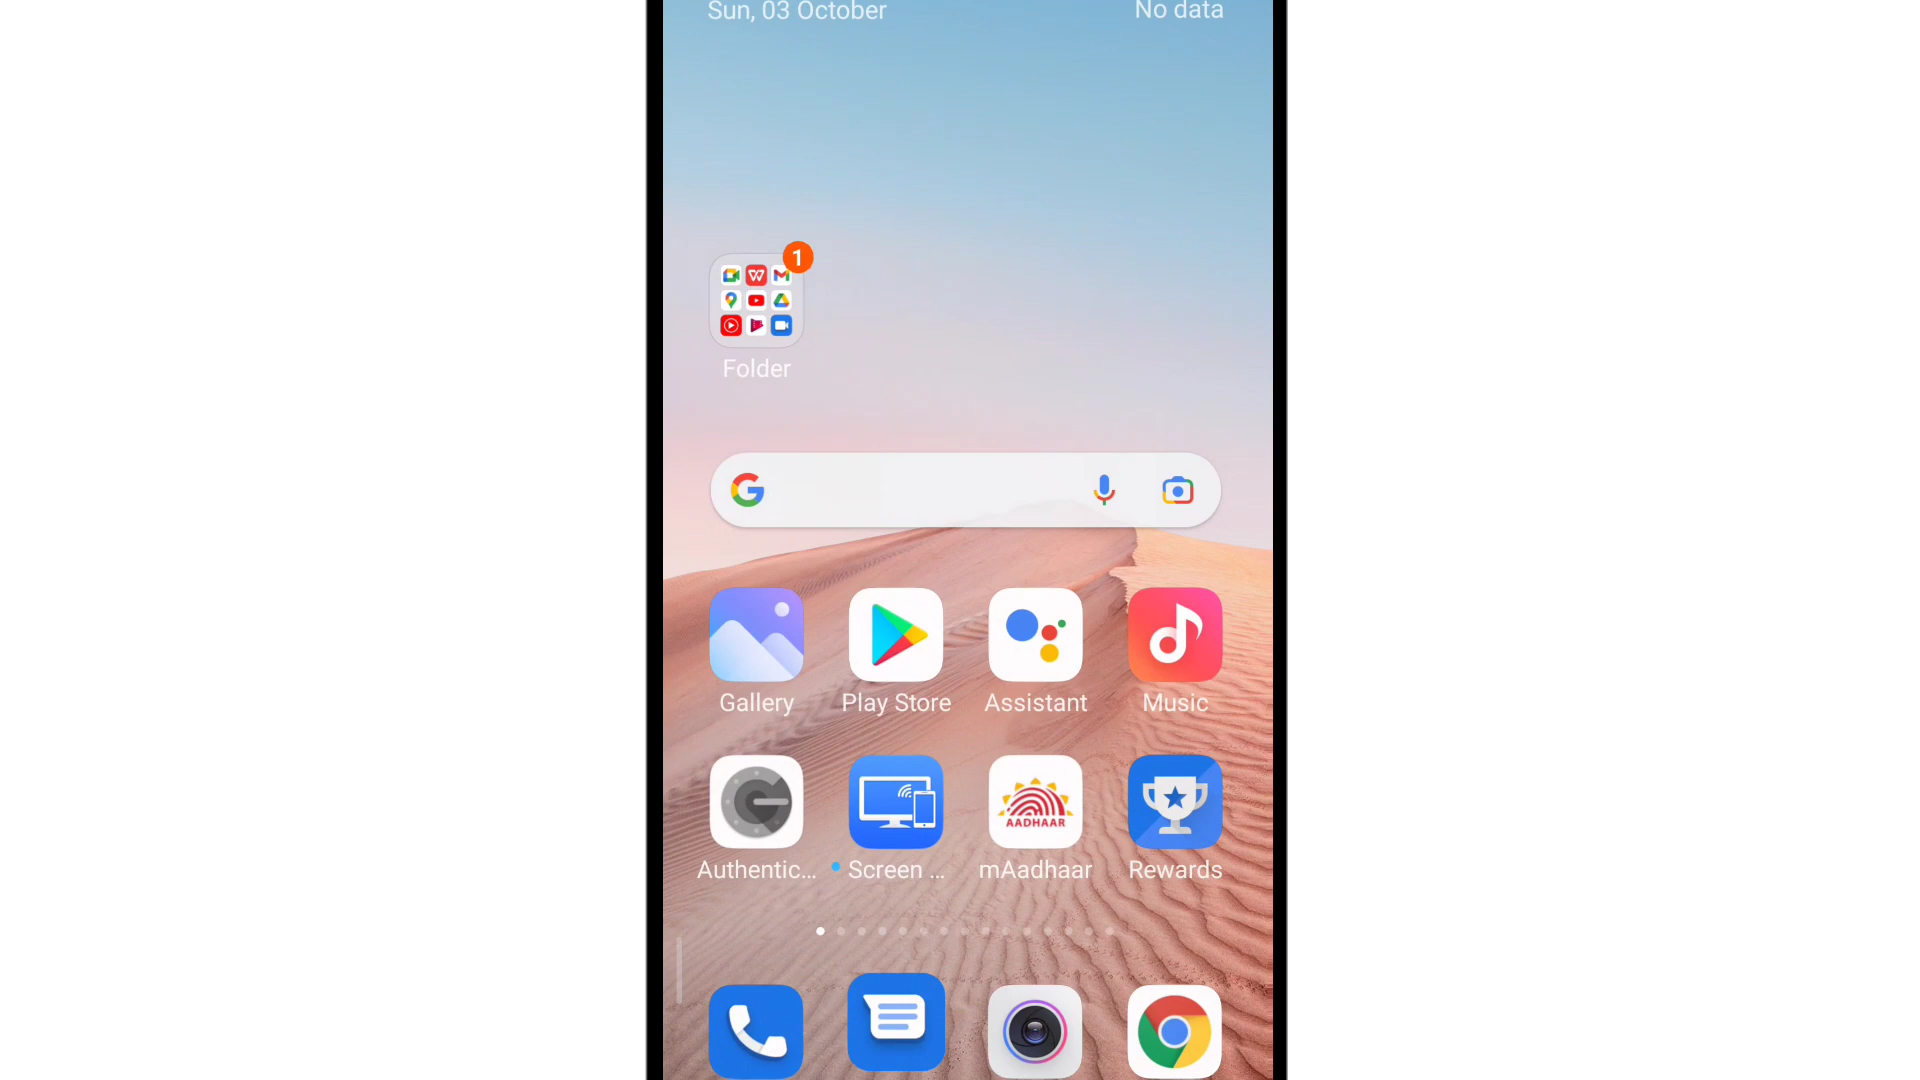 Sun, 03 October
No data
1
Folder
Gallery
Play Store
Assistant
Music
AADHAAR
Authentic...
Screen ...
mAadhaar
Rewards